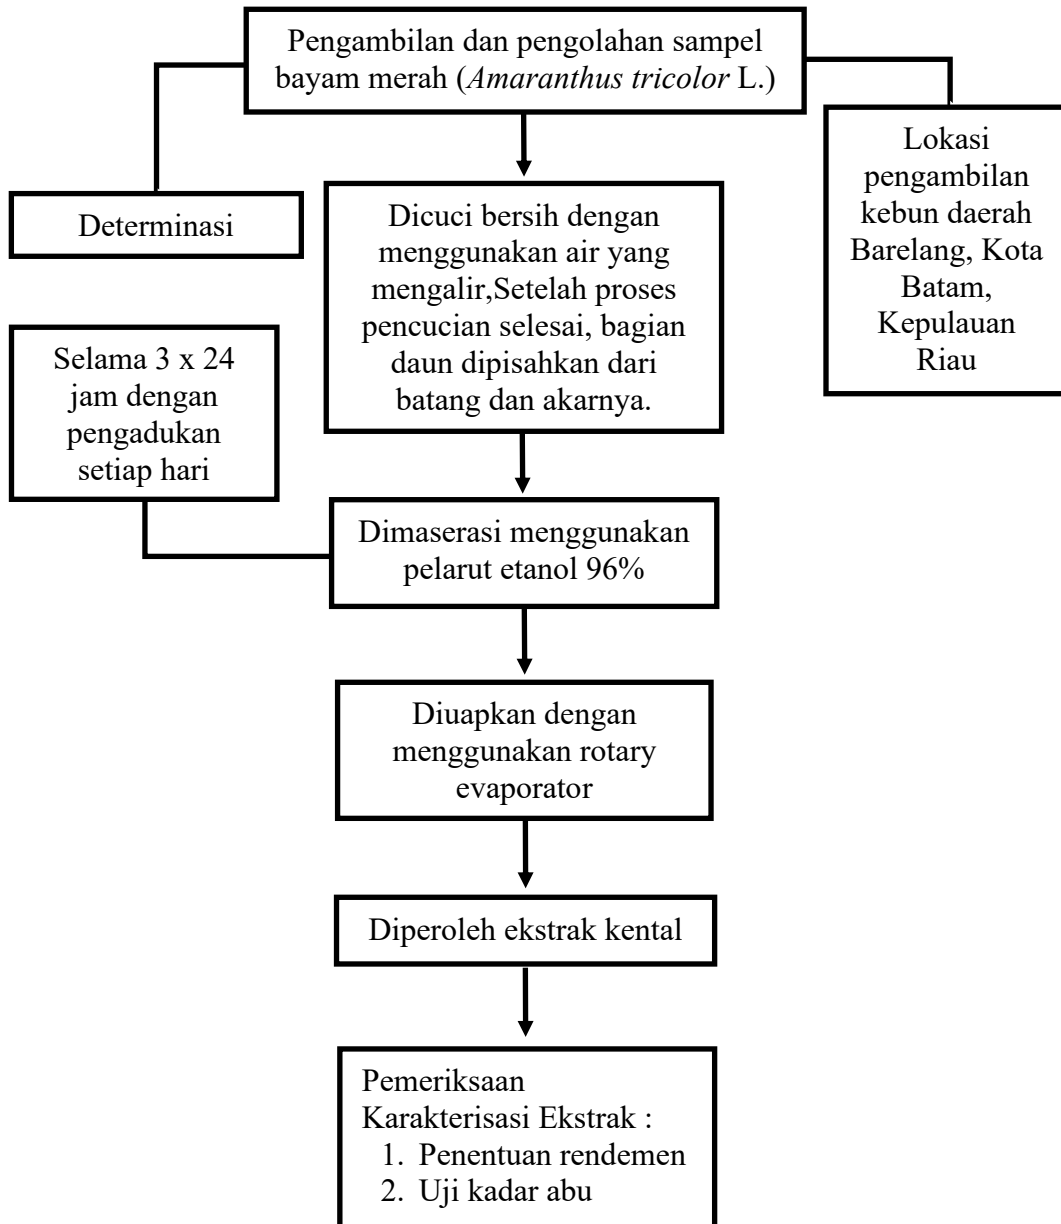 Pengambilan dan pengolahan sampel
bayam merah (Amaranthus tricolor L.)
Determinasi
Dicuci bersih dengan
menggunakan air yang
mengalir,Setelah proses
pencucian selesai, bagian
daun dipisahkan dari
batang dan akarnya.
Lokasi
pengambilan
kebun daerah
Barelang, Kota
Batam,
Kepulauan
Riau
Selama 3 x 24
jam dengan
pengadukan
setiap hari
Dimaserasi menggunakan
pelarut etanol 96%
Diuapkan dengan
menggunakan rotary
evaporator
Diperoleh ekstrak kental
Pemeriksaan
Karakterisasi Ekstrak :
1. Penentuan rendemen
2. Uji kadar abu